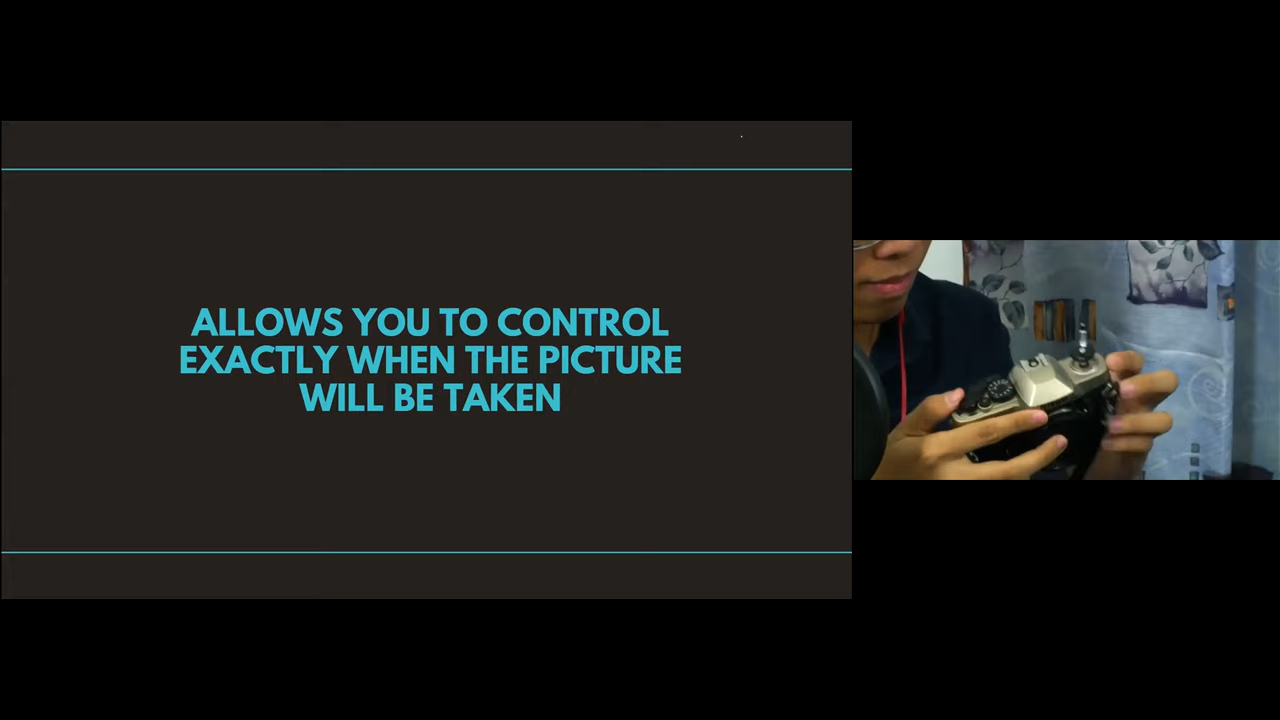 ALLOWS YOU TO CONTROL
EXACTLY WHEN THE PICTURE
WILL BE TAKEN